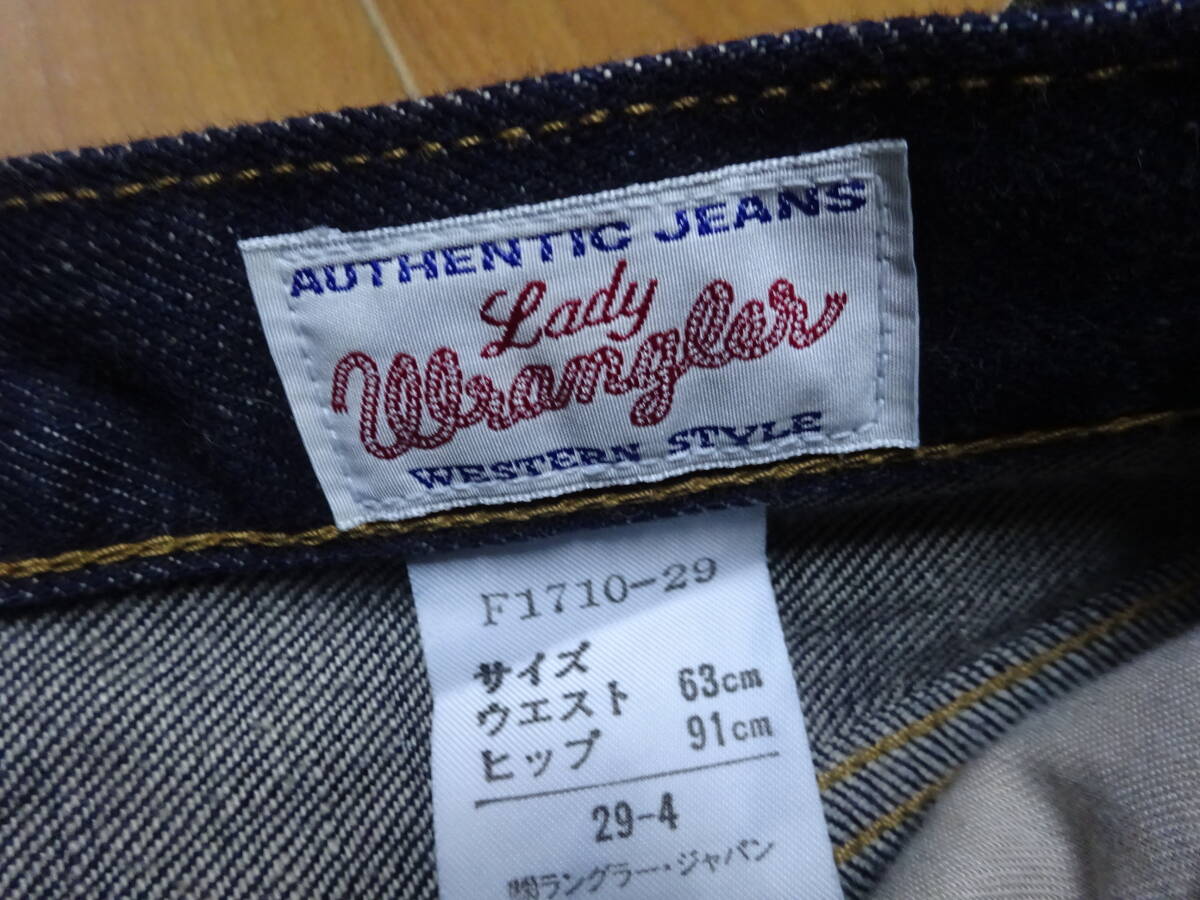 AUTHENTIC JEANS
Lady
Wrangler
WESTERN STYLE
F1710-29
サイズ
ウエスト 63cm
ヒップ 91cm
29-4
㈱ラングラー・ジャパン